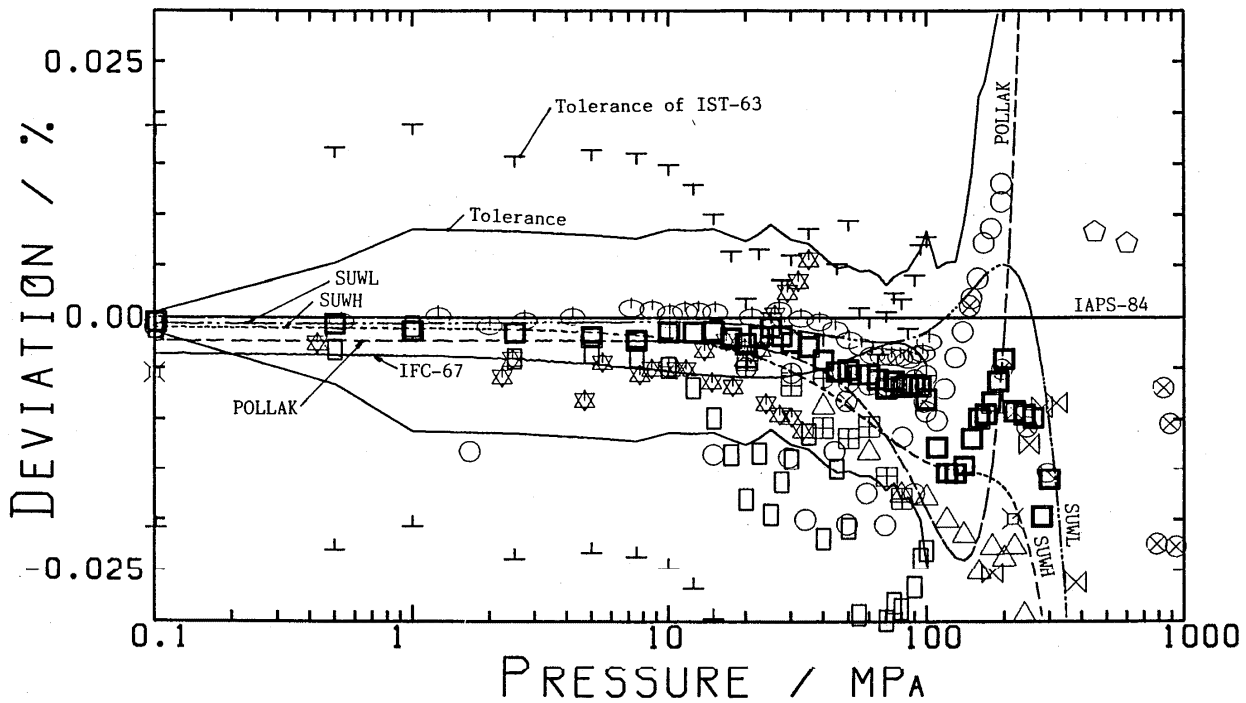 0.025
Tolerance of IST-63
POLLAK
Tolerance
SUWL
SUWH
0.00
IAPS-84
IFC-67
POLLAK
SUWL
SUWH
-0.025
0.1
1
10
100
1000
DEVIATION / %
PRESSURE / MPA